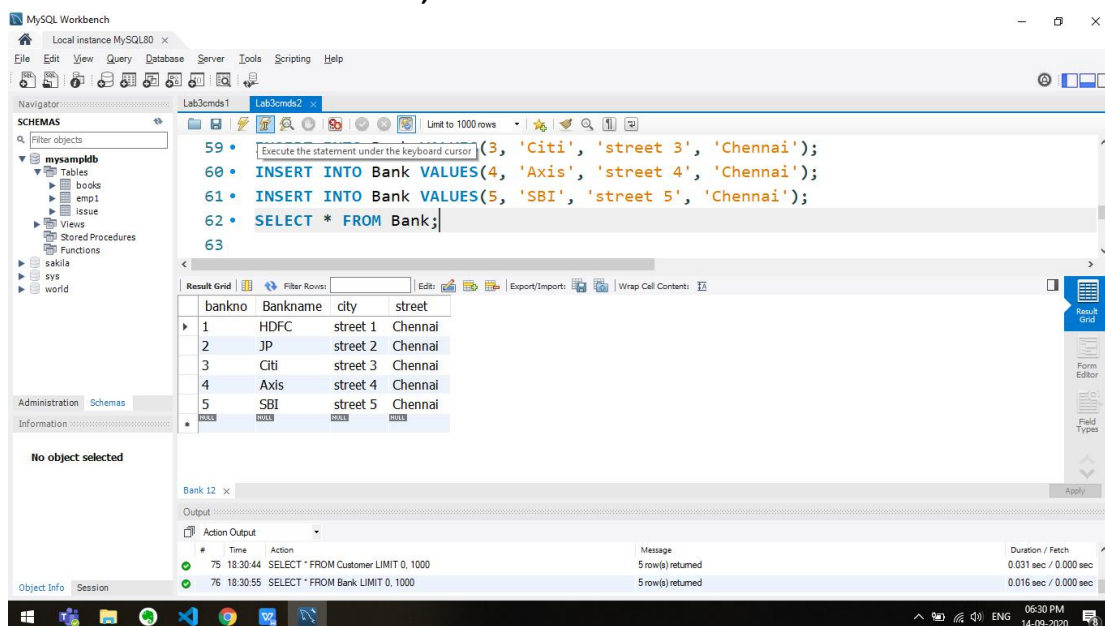 MySQL Workbench
Local instance MySQL80
File Edit View Query Database Server Tools Scripting Help
Navigator
SCHEMAS
Filter objects
mysampldb
Tables
books
emp1
issue
Views
Stored Procedures
Functions
sakila
sys
world
Administration Schemas
Information
No object selected
Object Info Session
Lab3cmds1 Lab3cmds2
Limit to 1000 rows
Execute the statement under the keyboard cursor
59 (3, 'Citi', 'street 3', 'Chennai');
60 INSERT INTO Bank VALUES(4, 'Axis', 'street 4', 'Chennai');
61 INSERT INTO Bank VALUES(5, 'SBI', 'street 5', 'Chennai');
62 SELECT * FROM Bank;
63
Result Grid Filter Rows: Edit: Export/Import: Wrap Cell Content:
bankno Bankname city street
1 HDFC street 1 Chennai
2 JP street 2 Chennai
3 Citi street 3 Chennai
4 Axis street 4 Chennai
5 SBI street 5 Chennai
NULL NULL NULL NULL
Result Grid
Form Editor
Field Types
Bank 12
Apply
Output
Action Output
# Time Action Message Duration / Fetch
75 18:30:44 SELECT * FROM Customer LIMIT 0, 1000 5 row(s) returned 0.031 sec / 0.000 sec
76 18:30:55 SELECT * FROM Bank LIMIT 0, 1000 5 row(s) returned 0.016 sec / 0.000 sec
ENG
06:30 PM
14-09-2020